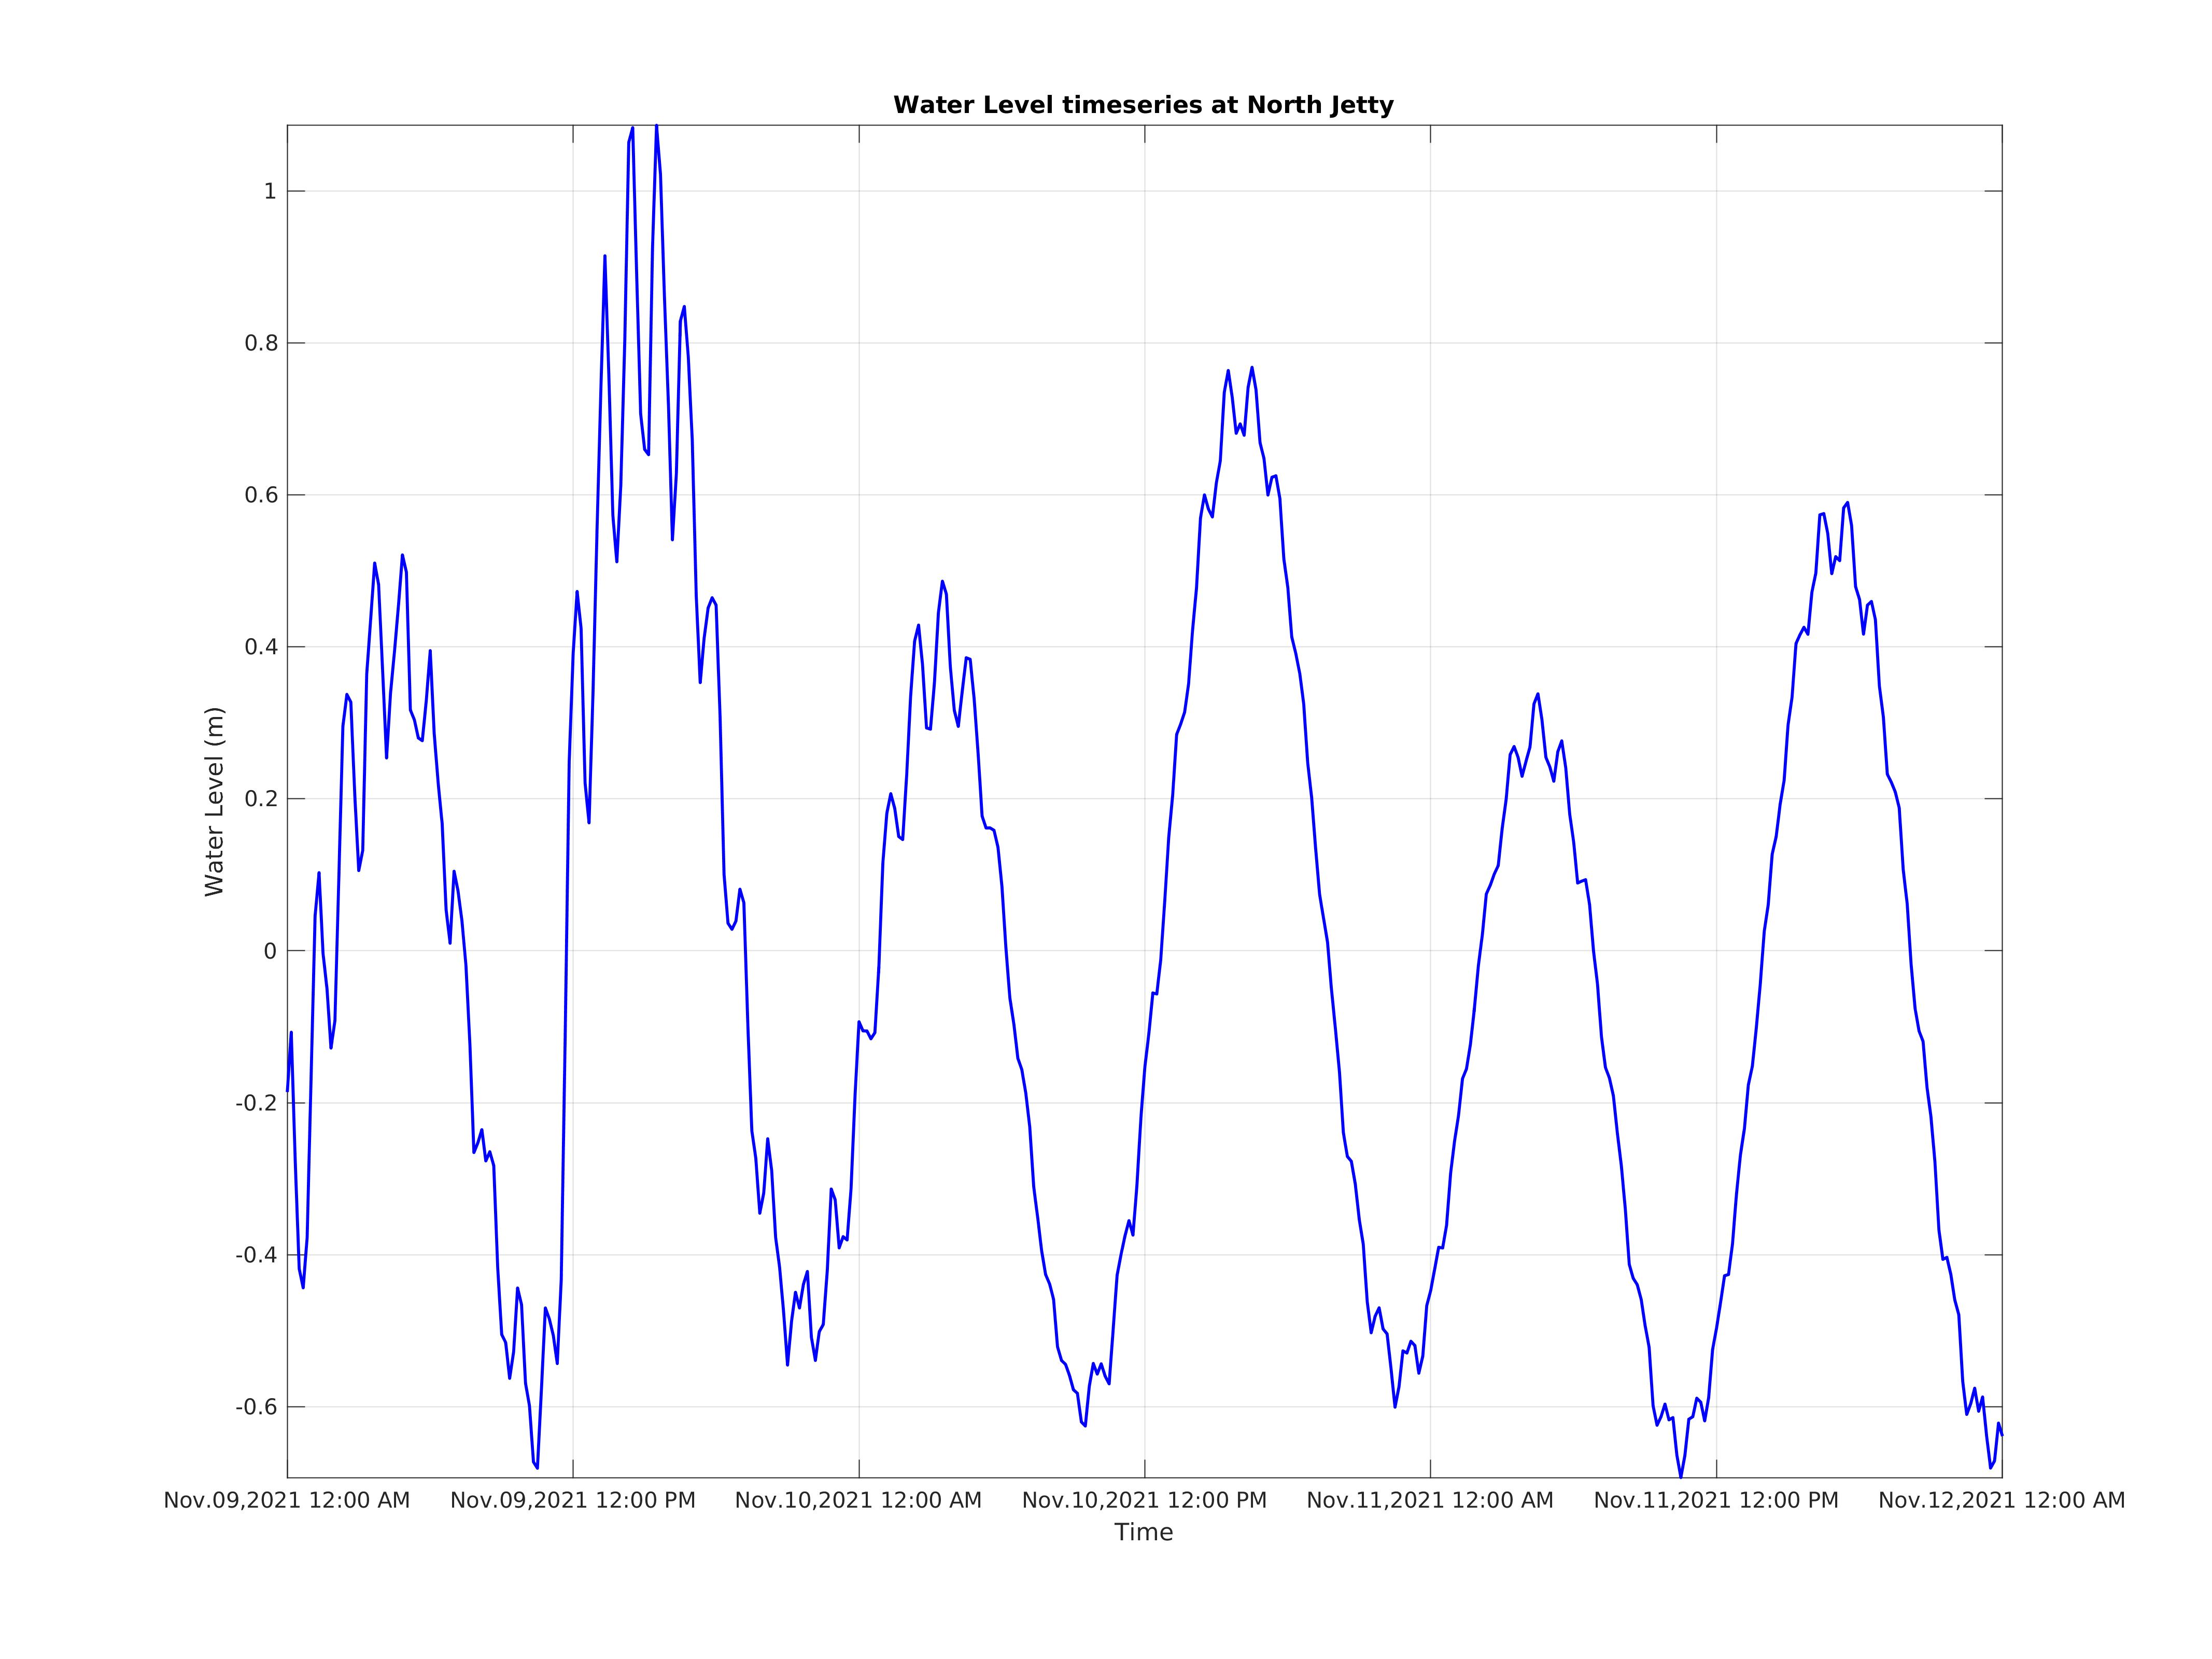 Water Level timeseries at North Jetty
1
0.8
0.6
0.4
0.2
0
-0.2
-0.4
-0.6
Water Level (m)
Nov.09,2021 12:00 AM Nov.09,2021 12:00 PM Nov.10,2021 12:00 AM Nov.10,2021 12:00 PM Nov.11,2021 12:00 AM Nov.11,2021 12:00 PM Nov.12,2021 12:00 AM
Time